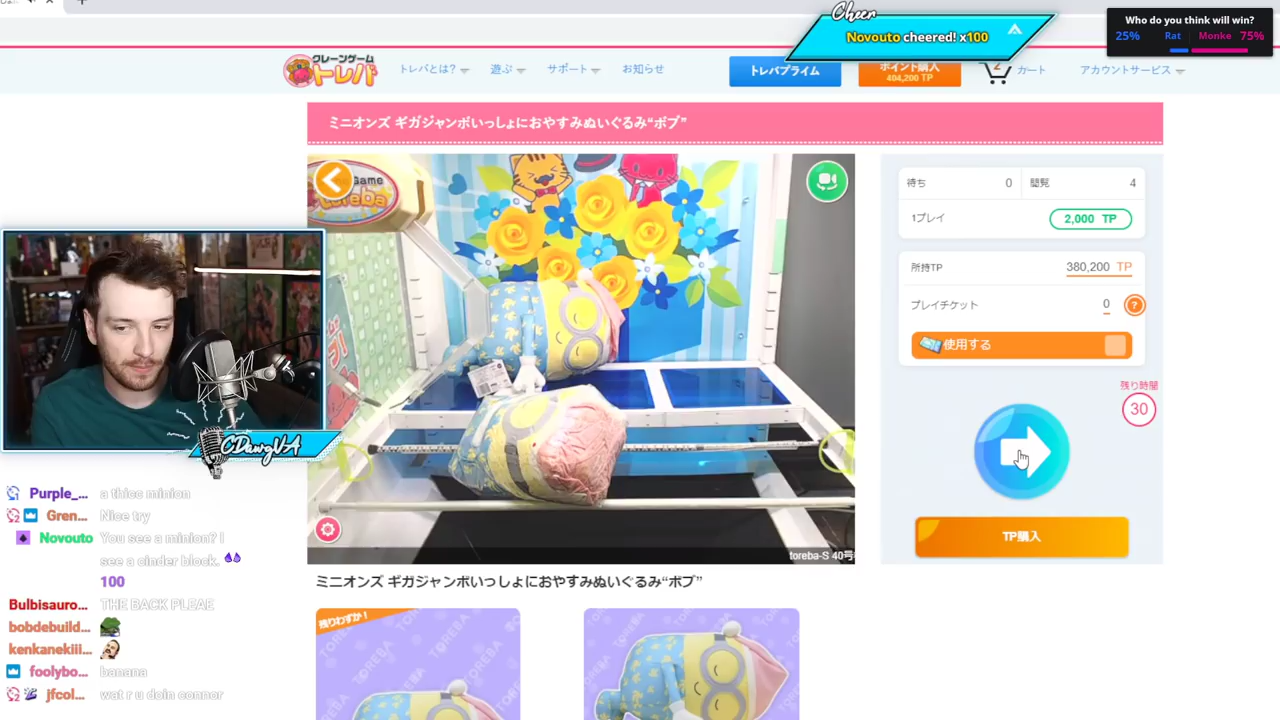 Cheer
Novouto cheered! x100
Who do you think will win?
25% Rat Monke 75%
クレーンゲーム
トレバ
トレバとは?
遊ぶ
サポート
お知らせ
トレバプライム
ポイント購入
404,200 TP
2
カート
アカウントサービス
ミニオンズ ギガジャンボいっしょにおやすみぬいぐるみ“ボブ”
Game
toreba
待ち 0 閲覧 4
1プレイ 2,000 TP
所持TP 380,200 TP
プレイチケット 0 ?
使用する
残り時間
30
TP購入
toreba-S 40号
ミニオンズ ギガジャンボいっしょにおやすみぬいぐるみ“ボブ”
残りわずか!
TOREBA
TOREBA
CDawgVA
Purple_... a thicc minion
Gren... Nice try
Novouto You see a minion? I
see a cinder block.
100
Bulbisauro... THE BACK PLEAE
bobdebuild...
kenkanekiii...
foolybo... banana
jfcol... wat r u doin connor